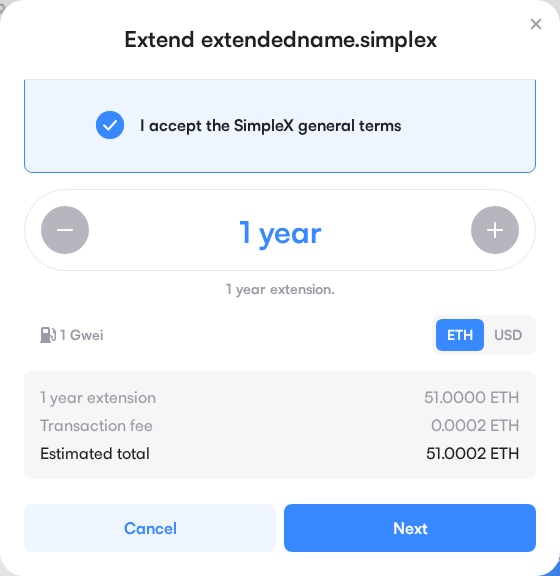 Extend extendedname.simplex
I accept the SimpleX general terms
1 year
1 year extension.
1 Gwei
ETH USD
1 year extension 51.0000 ETH
Transaction fee 0.0002 ETH
Estimated total 51.0002 ETH
Cancel Next